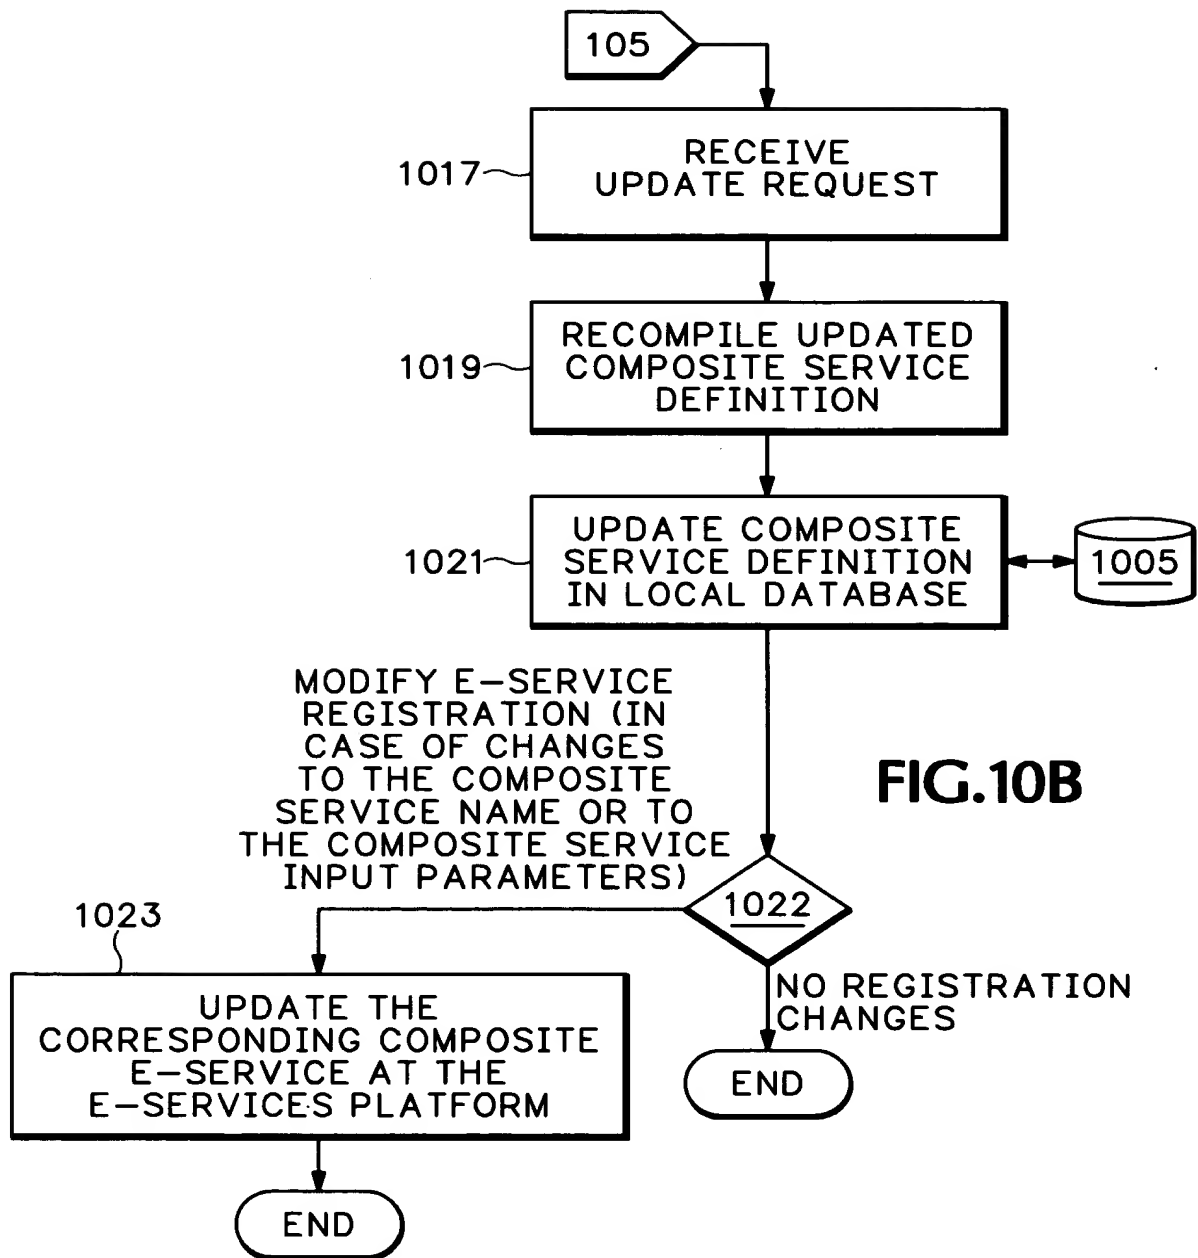 105
RECEIVE
UPDATE REQUEST
1017
RECOMPILE UPDATED
COMPOSITE SERVICE
DEFINITION
1019
UPDATE COMPOSITE
SERVICE DEFINITION
IN LOCAL DATABASE
1021
1005
MODIFY E-SERVICE
REGISTRATION (IN
CASE OF CHANGES
TO THE COMPOSITE
SERVICE NAME OR TO
THE COMPOSITE SERVICE
INPUT PARAMETERS)
FIG.10B
1022
1023
UPDATE THE
CORRESPONDING COMPOSITE
E-SERVICE AT THE
E-SERVICES PLATFORM
NO REGISTRATION
CHANGES
END
END